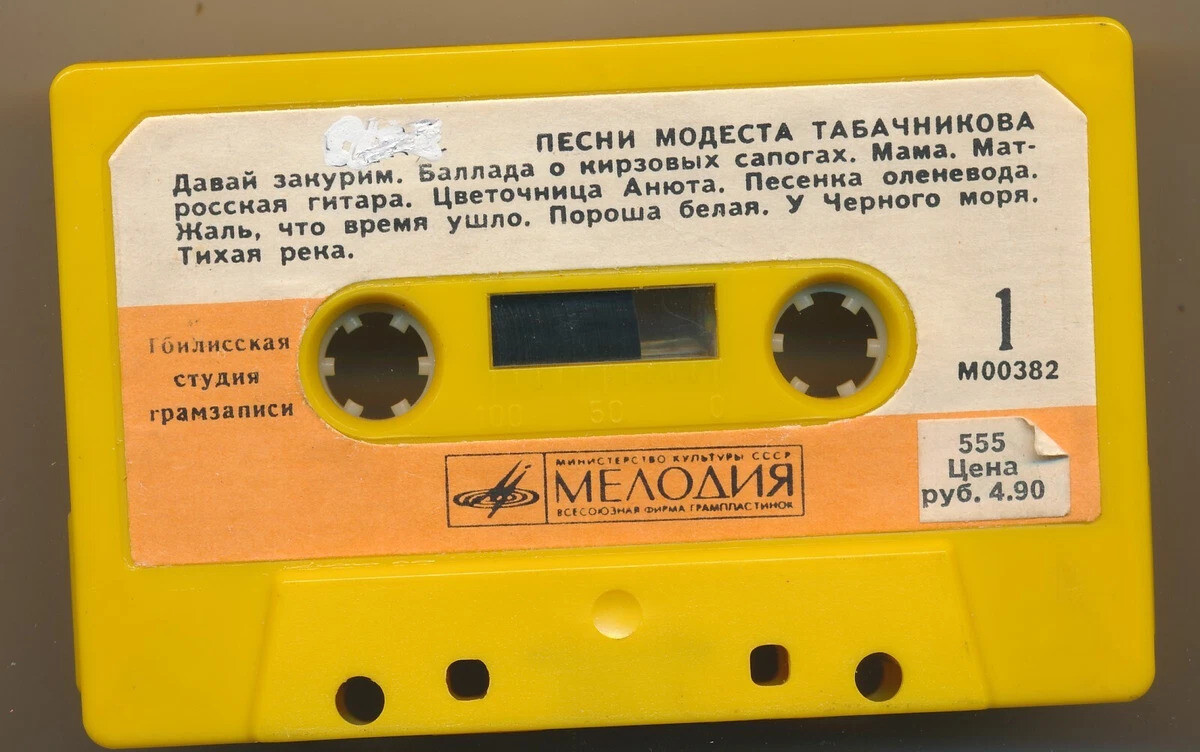 ПЕСНИ МОДЕСТА ТАБАЧНИКОВА
Давай закурим. Баллада о кирзовых сапогах. Мама. Мат-
росская гитара. Цветочница Анюта. Песенка оленевода.
Жаль, что время ушло. Пороша белая. У Черного моря.
Тихая река.
Тбилисская
студия
грамзаписи
1
М00382
100 50 0
МИНИСТЕРСТВО КУЛЬТУРЫ СССР
МЕЛОДИЯ
ВСЕСОЮЗНАЯ ФИРМА ГРАМПЛАСТИНОК
555
Цена
руб. 4.90